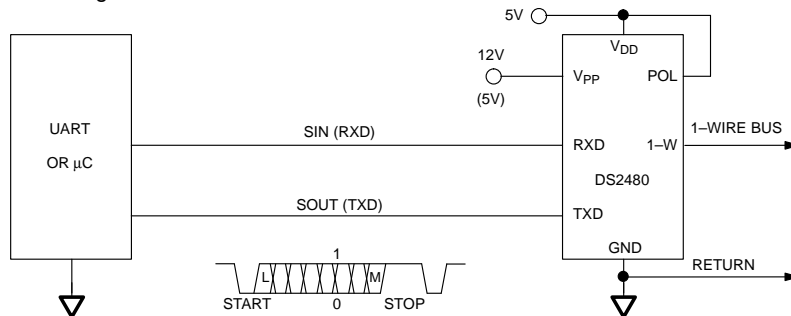 5V
VDD
12V
VPP
POL
(5V)
UART
OR µC
SIN (RXD)
RXD
1–W
1–WIRE BUS
DS2480
SOUT (TXD)
TXD
GND
1
L
M
RETURN
START
0
STOP